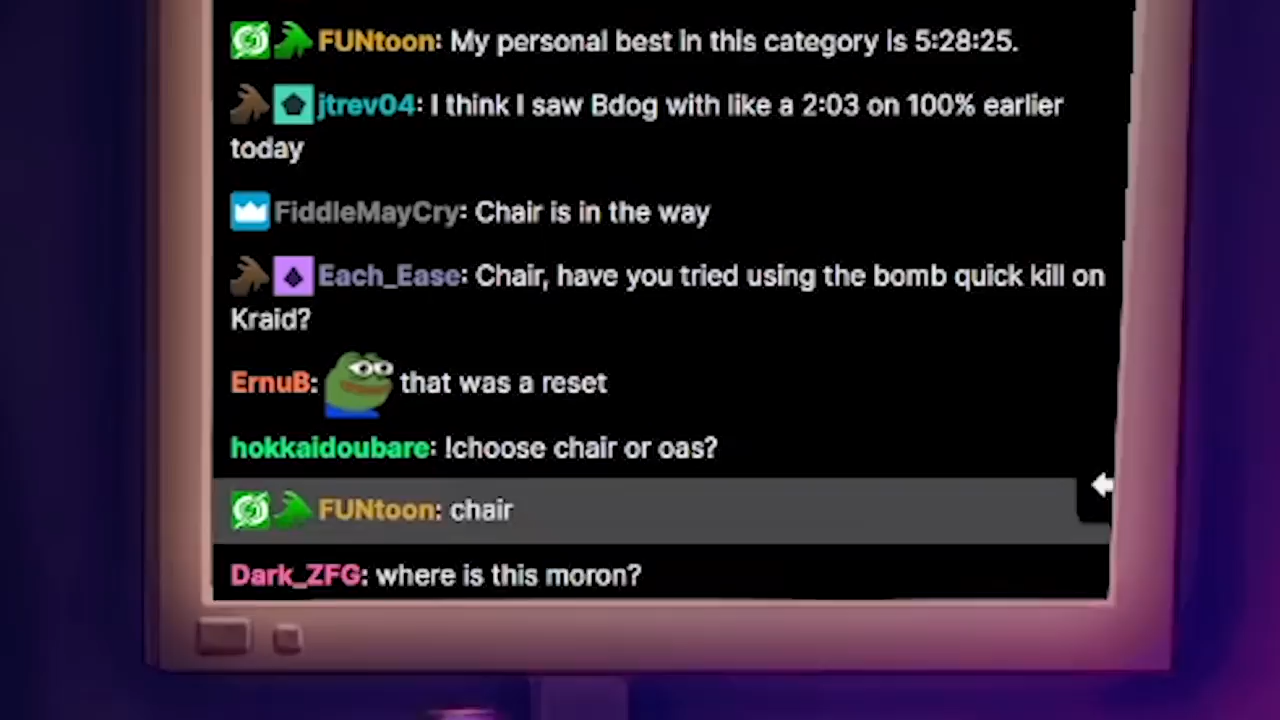 FUNtoon: My personal best in this category is 5:28:25.
jtrev04: I think I saw Bdog with like a 2:03 on 100% earlier
today
FiddleMayCry: Chair is in the way
Each_Ease: Chair, have you tried using the bomb quick kill on
Kraid?
ErnuB: that was a reset
hokkaidoubare: !choose chair or oas?
FUNtoon: chair
Dark_ZFG: where is this moron?